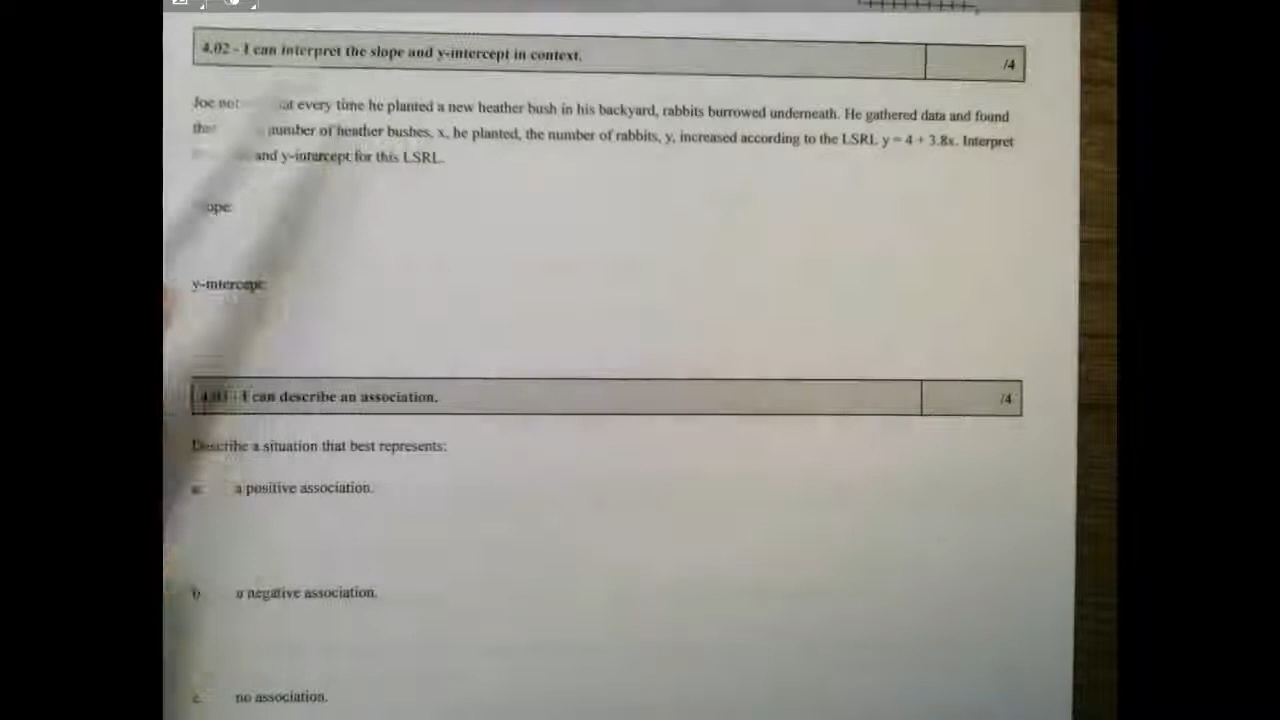 4.02 - I can interpret the slope and y-intercept in context.
/4
every time he planted a new heather bush in his backyard, rabbits burrowed underneath. He gathered data and found
number of heather bushes, x, he planted, the number of rabbits, y, increased according to the LSRL y = 4 + 3.8x. Interpret
and y-intercept for this LSRL.
y-intercept:
I can describe an association.
/4
Describe a situation that best represents:
a positive association.
a negative association.
c. no association.